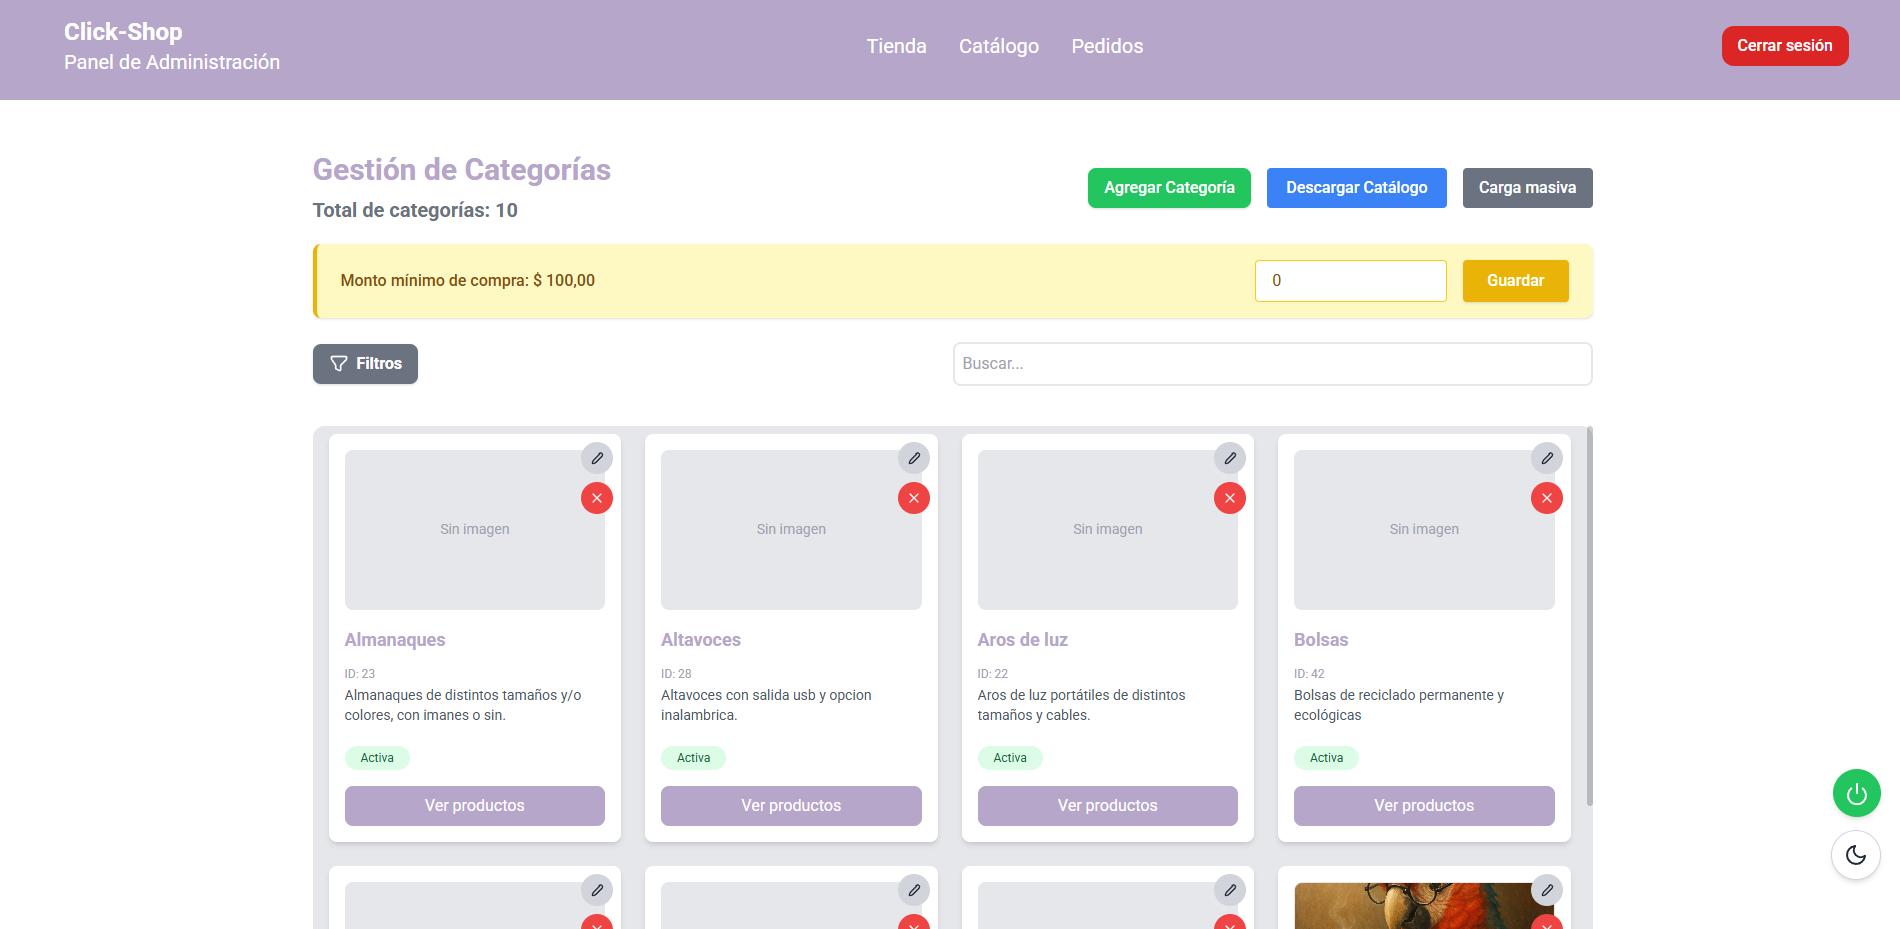 Click-Shop
Panel de Administración
Tienda
Catálogo
Pedidos
Cerrar sesión
Gestión de Categorías
Total de categorías: 10
Agregar Categoría
Descargar Catálogo
Carga masiva
Monto mínimo de compra: $ 100,00
0
Guardar
Filtros
Buscar...
Sin imagen
Almanaques
ID: 23
Almanaques de distintos tamaños y/o
colores, con imanes o sin.
Activa
Ver productos
Sin imagen
Altavoces
ID: 28
Altavoces con salida usb y opcion
inalambrica.
Activa
Ver productos
Sin imagen
Aros de luz
ID: 22
Aros de luz portátiles de distintos
tamaños y cables.
Activa
Ver productos
Sin imagen
Bolsas
ID: 42
Bolsas de reciclado permanente y
ecológicas
Activa
Ver productos